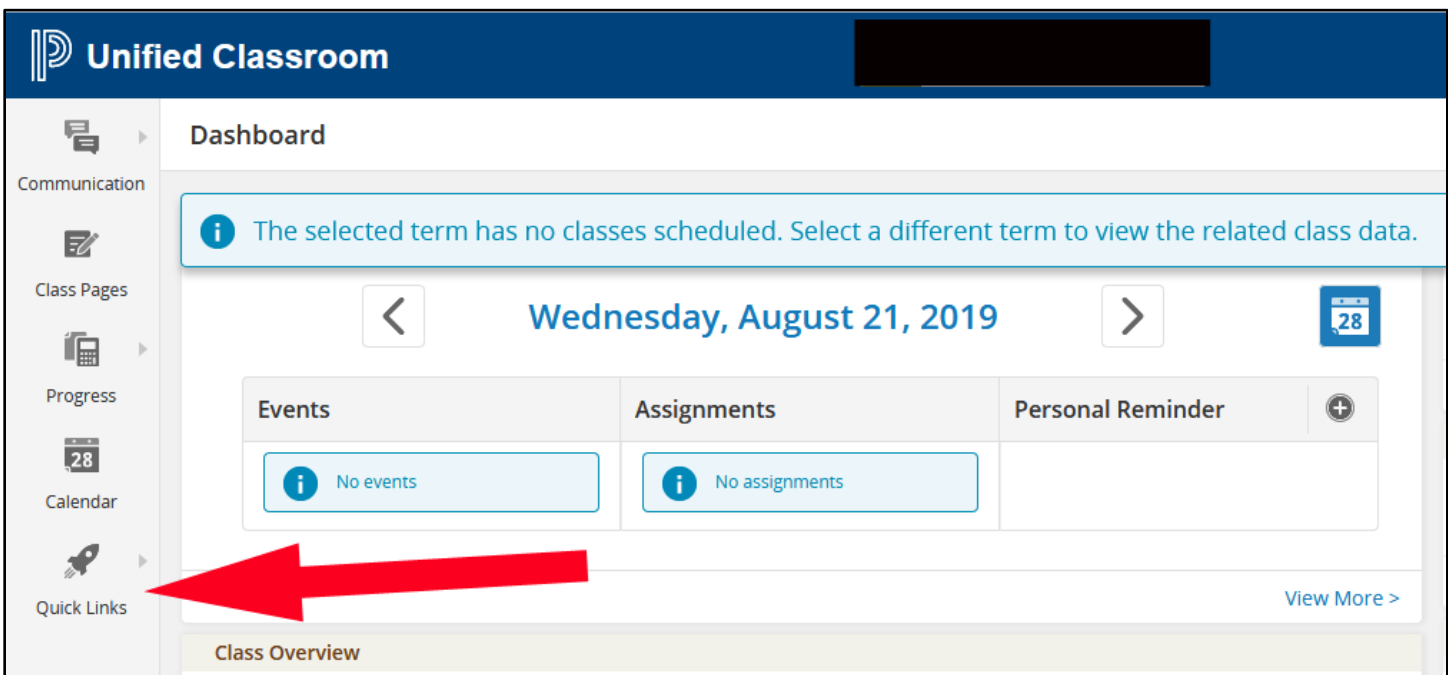 Unified Classroom
Dashboard
Communication
The selected term has no classes scheduled. Select a different term to view the related class data.
Class Pages
Wednesday, August 21, 2019
28
Progress
Events
Assignments
Personal Reminder
28
No events
No assignments
Calendar
Quick Links
View More >
Class Overview